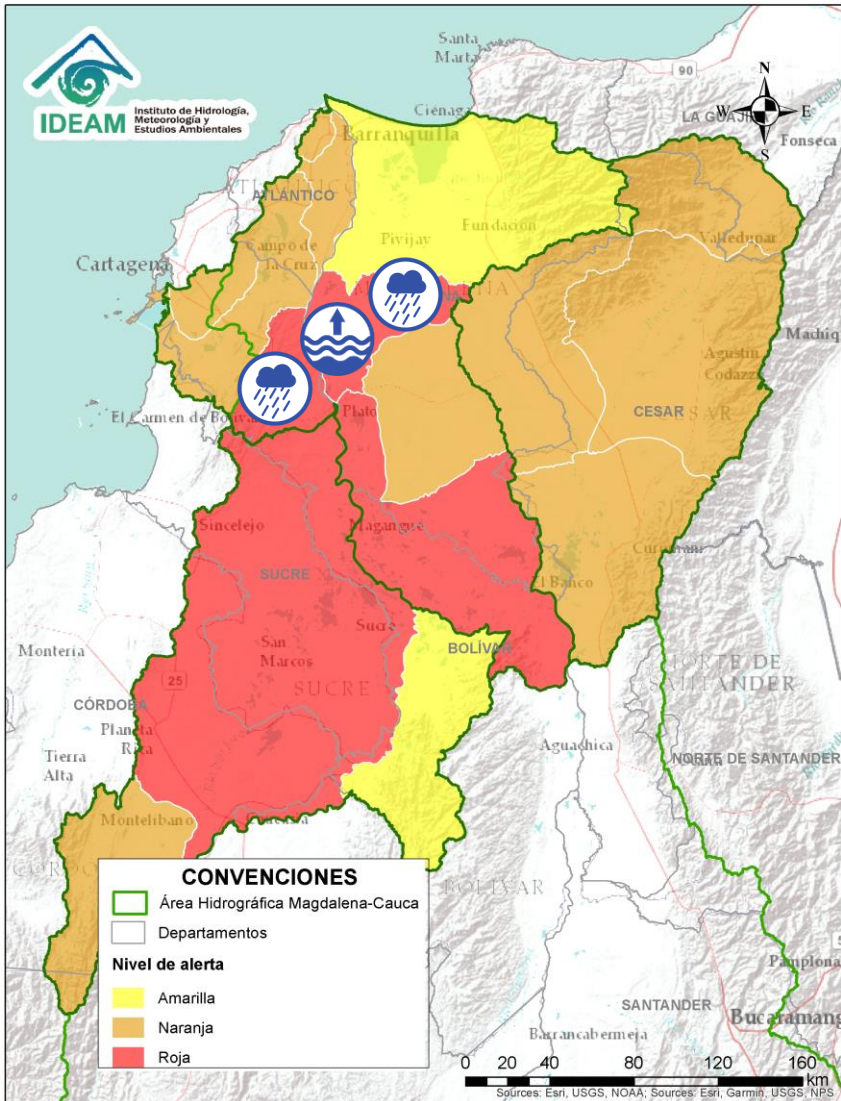 IDEAM
Instituto de Hidrología,
Meteorología y
Estudios Ambientales
Santa
Marta
90
N
W
E
S
LA GUAJI
Fonseca
Ciénaga
Barranquilla
ATLÁNTICO
Fundación
Pivijay
Valledupar
Campo de
la Cruz
Cartagena
Machiq
Agustín
Codazzi
CESAR
Plato
El Carmen de Bolívar
Sincelejo
Magangué
SUCRE
Curumaní
El Banco
Sucre
BOLÍVAR
Montería
San
Marcos
SUCRE
25
NORTE DE
SANTANDER
CÓRDOBA
Planeta
Rica
Aguachica
Tierra
Alta
NORTE DE SANTANDER
Montelíbano
BOLÍVAR
CONVENCIONES
Área Hidrográfica Magdalena-Cauca
Departamentos
Nivel de alerta
Amarilla
Naranja
Roja
Pamplona
SANTANDER
Bucaramang
Barrancabermeja
0 20 40 80 120 160
km
Sources: Esri, USGS, NOAA; Sources: Esri, Garmin, USGS, NPS